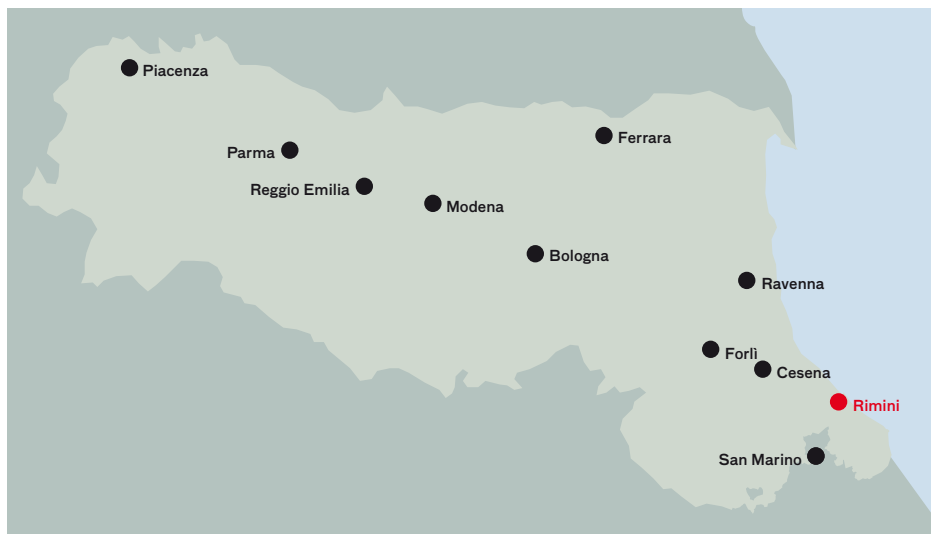 Piacenza
Ferrara
Parma
Reggio Emilia
Modena
Bologna
Ravenna
Forlì
Cesena
Rimini
San Marino